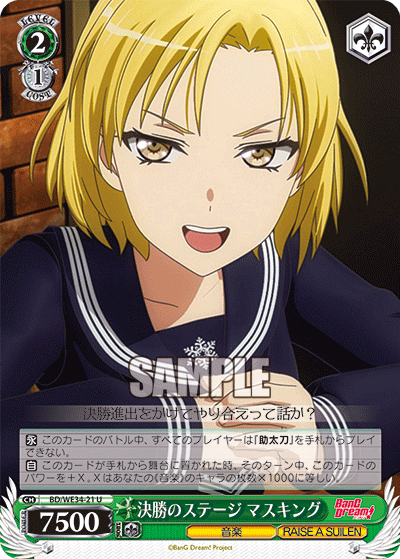 LEVEL
2
1
COST
SAMPLE
決勝進出をかけてやり合えって話が?
永 このカードのバトル中、すべてのプレイヤーは『助太刀』を手札からプレイ
できない。
自 このカードが手札から舞台に置かれた時、そのターン中、このカードの
パワーを+X。Xはあなたの《音楽》のキャラの枚数×1000に等しい。
CH BD/WE34-21 U
7500
決勝のステージ マスキング
BanG Dream!
音楽
RAISE A SUILEN
©BanG Dream! Project